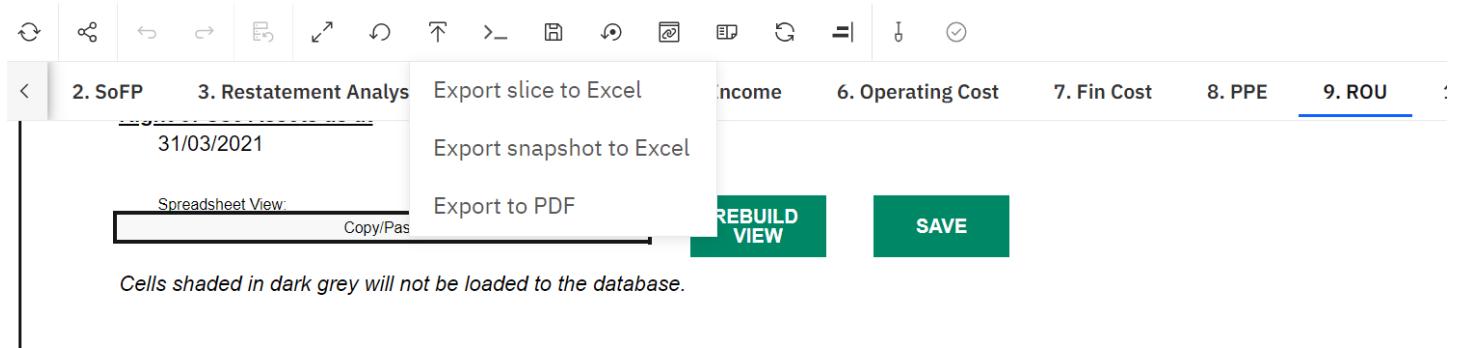 2. SoFP 3. Restatement Analys Income 6. Operating Cost 7. Fin Cost 8. PPE 9. ROU
Export slice to Excel
Export snapshot to Excel
Export to PDF
31/03/2021
Spreadsheet View:
Copy/Pas
REBUILD
VIEW
SAVE
Cells shaded in dark grey will not be loaded to the database.